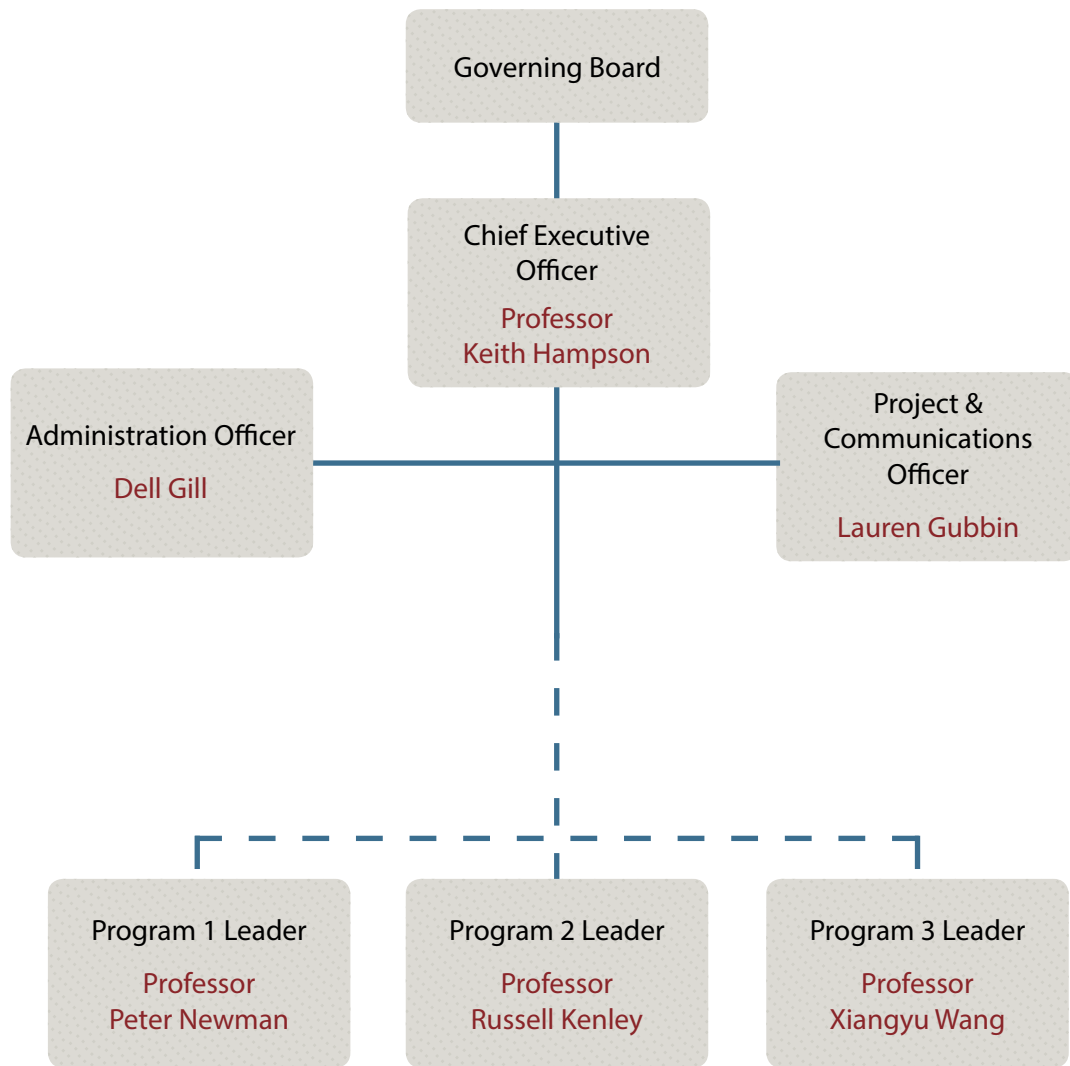 Governing Board
Chief Executive
Officer
Professor
Keith Hampson
Administration Officer
Dell Gill
Project &
Communications
Officer
Lauren Gubbin
Program 1 Leader
Professor
Peter Newman
Program 2 Leader
Professor
Russell Kenley
Program 3 Leader
Professor
Xiangyu Wang